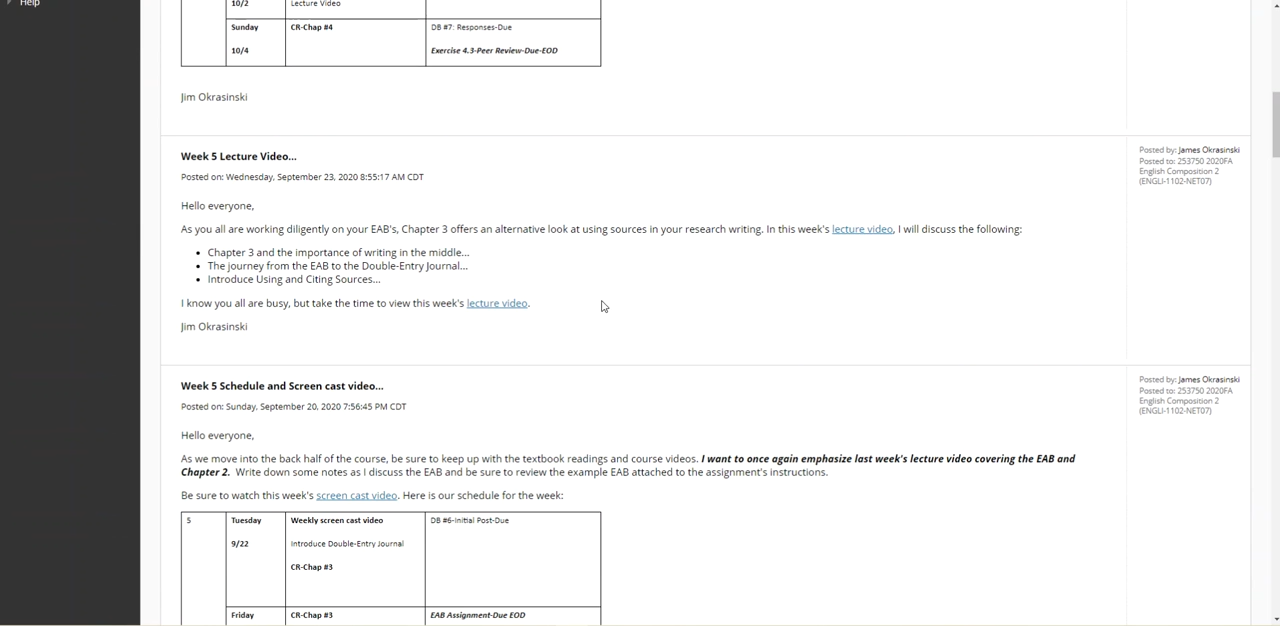 Help
10/2 Lecture Video
Sunday CR-Chap #4 DB #7: Responses-Due
10/4 Exercise 4.3-Peer Review-Due-EOD
Jim Okrasinski
Week 5 Lecture Video...
Posted on: Wednesday, September 23, 2020 8:55:17 AM CDT
Hello everyone,
As you all are working diligently on your EAB's, Chapter 3 offers an alternative look at using sources in your research writing. In this week's lecture video, I will discuss the following:
• Chapter 3 and the importance of writing in the middle...
• The journey from the EAB to the Double-Entry Journal...
• Introduce Using and Citing Sources...
I know you all are busy, but take the time to view this week's lecture video.
Jim Okrasinski
Posted by: James Okrasinski
Posted to: 253750 2020FA
English Composition 2
(ENGLI-1102-NET07)
Week 5 Schedule and Screen cast video...
Posted on: Sunday, September 20, 2020 7:56:45 PM CDT
Hello everyone,
As we move into the back half of the course, be sure to keep up with the textbook readings and course videos. I want to once again emphasize last week's lecture video covering the EAB and
Chapter 2. Write down some notes as I discuss the EAB and be sure to review the example EAB attached to the assignment's instructions.
Be sure to watch this week's screen cast video. Here is our schedule for the week:
Posted by: James Okrasinski
Posted to: 253750 2020FA
English Composition 2
(ENGLI-1102-NET07)
5 Tuesday Weekly screen cast video DB #6-Initial Post-Due
9/22 Introduce Double-Entry Journal
CR-Chap #3
Friday CR-Chap #3 EAB Assignment-Due EOD